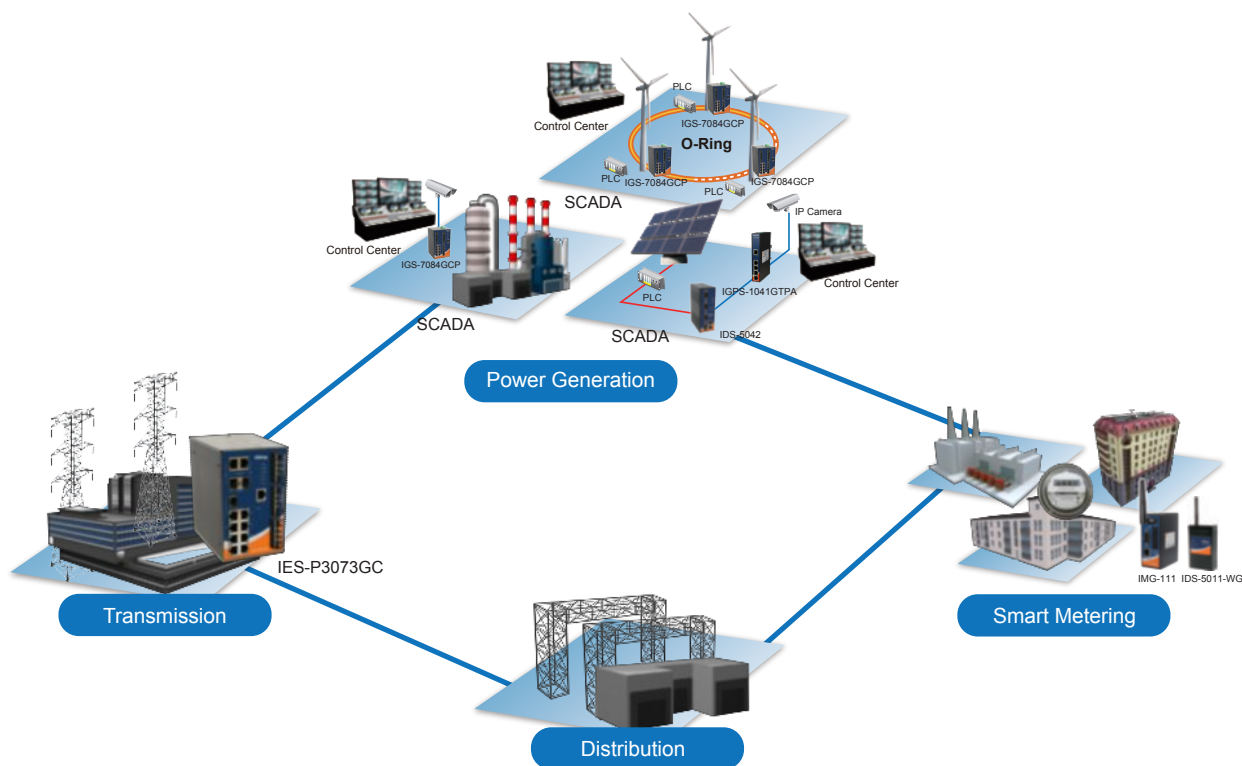 PLC
Control Center
IGS-7084GCP
O-Ring
PLC
IGS-7084GCP
PLC
IGS-7084GCP
SCADA
IP Camera
Control Center
IGS-7084GCP
SCADA
PLC
IGPS-1041GTPA
Control Center
IDS-5042
SCADA
Power Generation
IES-P3073GC
Transmission
IMG-111
IDS-5011-WG
Smart Metering
Distribution